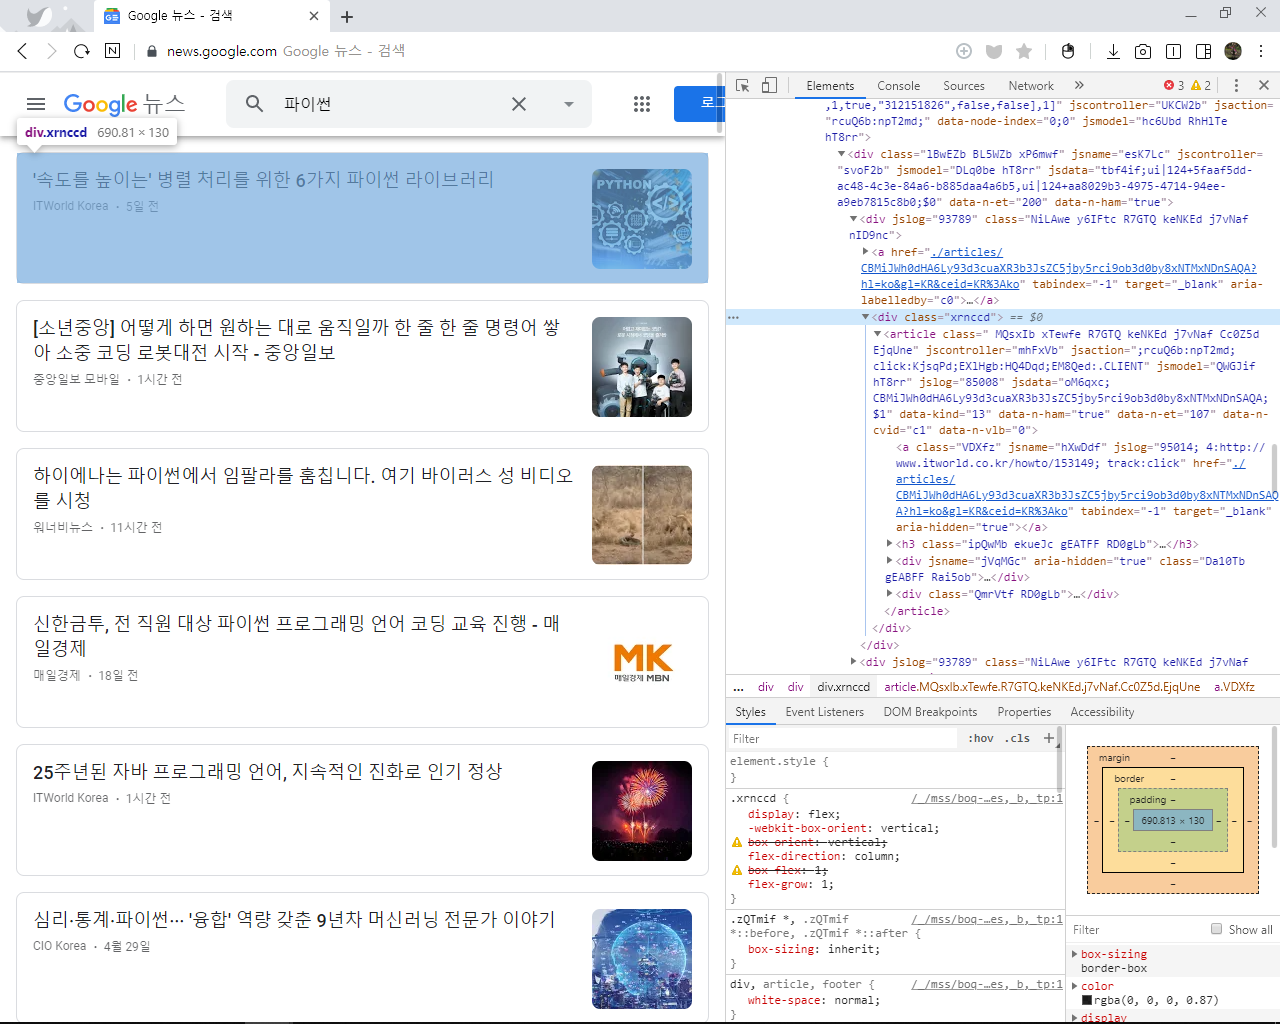 Google 뉴스 - 검색
news.google.com Google 뉴스 - 검색
Google 뉴스
파이썬
로그
div.xrnccd 690.81 × 130
'속도를 높이는' 병렬 처리를 위한 6가지 파이썬 라이브러리
ITWorld Korea · 5일 전
PYTHON
[소년중앙] 어떻게 하면 원하는 대로 움직일까 한 줄 한 줄 명령어 쌓
아 소중 코딩 로봇대전 시작 - 중앙일보
중앙일보 모바일 · 1시간 전
하이에나는 파이썬에서 임팔라를 훔칩니다. 여기 바이러스 성 비디오
를 시청
워너비뉴스 · 11시간 전
신한금투, 전 직원 대상 파이썬 프로그래밍 언어 코딩 교육 진행 - 매
일경제
매일경제 · 18일 전
MK
매일경제 MBN
25주년된 자바 프로그래밍 언어, 지속적인 진화로 인기 정상
ITWorld Korea · 1시간 전
심리·통계·파이썬… '융합' 역량 갖춘 9년차 머신러닝 전문가 이야기
CIO Korea · 4월 29일
Elements Console Sources Network » 3 2
,1,true,"312151826",false,false],1]" jscontroller="UKCW2b" jsaction=
"rcuQ6b:npT2md;" data-node-index="0;0" jsmodel="hc6Ubd RhHlTe
hT8rr">
<div class="lBwEZb BL5WZb xP6mwf" jsname="esK7Lc" jscontroller=
"svoF2b" jsmodel="DLq0be hT8rr" jsdata="tbf4if;ui|124+5faaf5dd-
ac48-4c3e-84a6-b885daa4a6b5,ui|124+aa8029b3-4975-4714-94ee-
a9eb7815c8b0;$0" data-n-et="200" data-n-ham="true">
<div jslog="93789" class="NiLAwe y6IFtc R7GTQ keNKEd j7vNaf
nID9nc">
<a href="./articles/
CBMiJWh0dHA6Ly93d3cuaXR3b3JsZC5jby5rci9ob3d0by8xNTMxNDnSAQA?
hl=ko&gl=KR&ceid=KR%3Ako" tabindex="-1" target="_blank" aria-
labelledby="c0">…</a>
<div class="xrnccd"> == $0
<article class=" MQsxIb xTewfe R7GTQ keNKEd j7vNaf Cc0Z5d
EjqUne" jscontroller="mhFxVb" jsaction=";rcuQ6b:npT2md;
click:KjsqPd;EXlHgb:HQ4Dqd;EM8Qed:.CLIENT" jsmodel="QWGJif
hT8rr" jslog="85008" jsdata="oM6qxc;
CBMiJWh0dHA6Ly93d3cuaXR3b3JsZC5jby5rci9ob3d0by8xNTMxNDnSAQA;
$1" data-kind="13" data-n-ham="true" data-n-et="107" data-n-
cvid="c1" data-n-vlb="0">
<a class="VDXfz" jsname="hXwDdf" jslog="95014; 4:http://
www.itworld.co.kr/howto/153149; track:click" href="./
articles/
CBMiJWh0dHA6Ly93d3cuaXR3b3JsZC5jby5rci9ob3d0by8xNTMxNDnSAQ
A?hl=ko&gl=KR&ceid=KR%3Ako" tabindex="-1" target="_blank"
aria-hidden="true"></a>
<h3 class="ipQwMb ekueJc gEATFF RD0gLb">…</h3>
<div jsname="jVqMGc" aria-hidden="true" class="Da10Tb
gEABFF Rai5ob">…</div>
<div class="QmrVtf RD0gLb">…</div>
</article>
</div>
</div>
<div jslog="93789" class="NiLAwe y6IFtc R7GTQ keNKEd j7vNaf
… div div div.xrnccd article.MQsxIb.xTewfe.R7GTQ.keNKEd.j7vNaf.Cc0Z5d.EjqUne a.VDXfz
Styles Event Listeners DOM Breakpoints Properties Accessibility
Filter :hov .cls +
element.style {
}
.xrnccd { /_/mss/boq-…es,_b,_tp:1
display: flex;
-webkit-box-orient: vertical;
box-orient: vertical;
flex-direction: column;
box-flex: 1;
flex-grow: 1;
}
.zQTmif *, .zQTmif /_/mss/boq-…es,_b,_tp:1
*::before, .zQTmif *::after {
box-sizing: inherit;
}
div, article, footer { /_/mss/boq-…es,_b,_tp:1
white-space: normal;
}
margin -
border -
padding -
690.813 × 130
Filter Show all
box-sizing
border-box
color
rgba(0, 0, 0, 0.87)
display